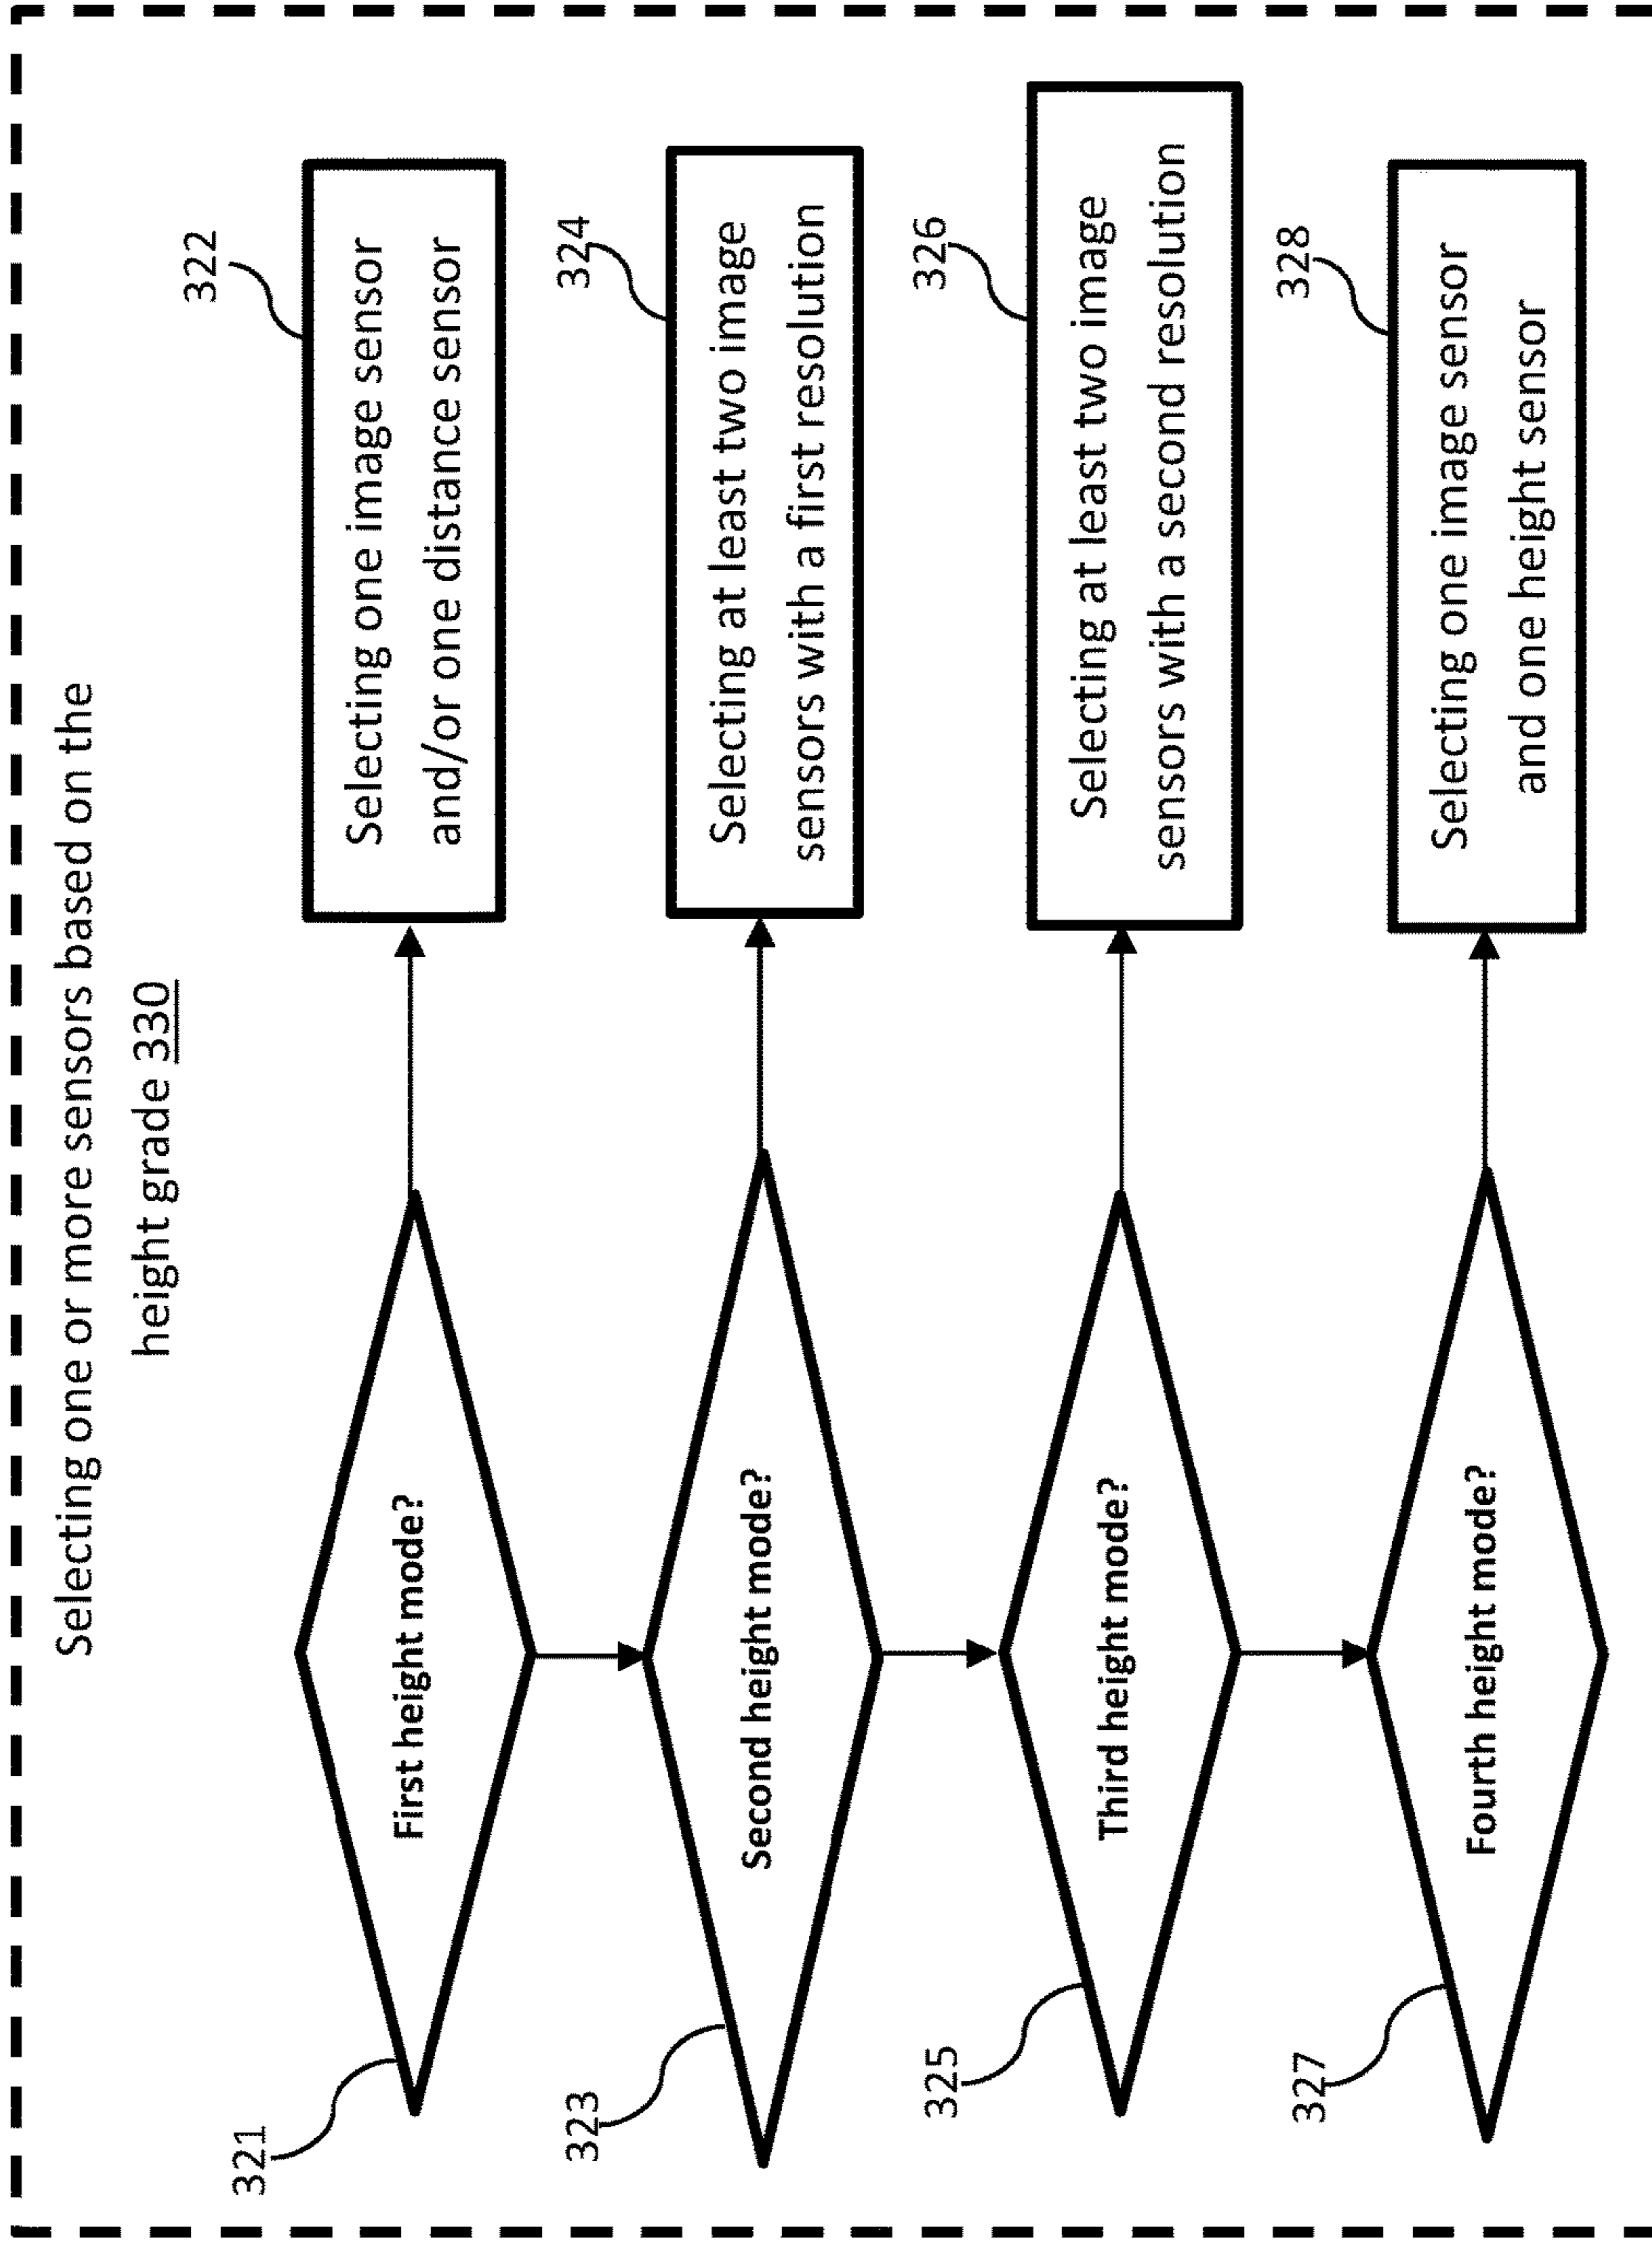 Selecting one or more sensors based on the
height grade 330
321
First height mode?
322
Selecting one image sensor
and/or one distance sensor
323
Second height mode?
324
Selecting at least two image
sensors with a first resolution
325
Third height mode?
326
Selecting at least two image
sensors with a second resolution
327
Fourth height mode?
328
Selecting one image sensor
and one height sensor